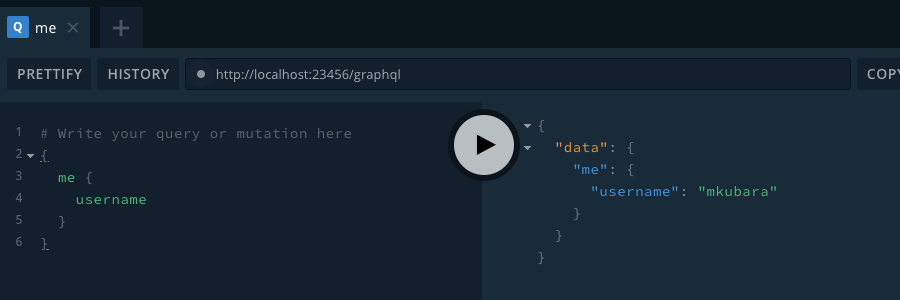 Q me
PRETTIFY HISTORY http://localhost:23456/graphql COPY
1 # Write your query or mutation here
2 {
3 me {
4 username
5 }
6 }
{
"data": {
"me": {
"username": "mkubara"
}
}
}